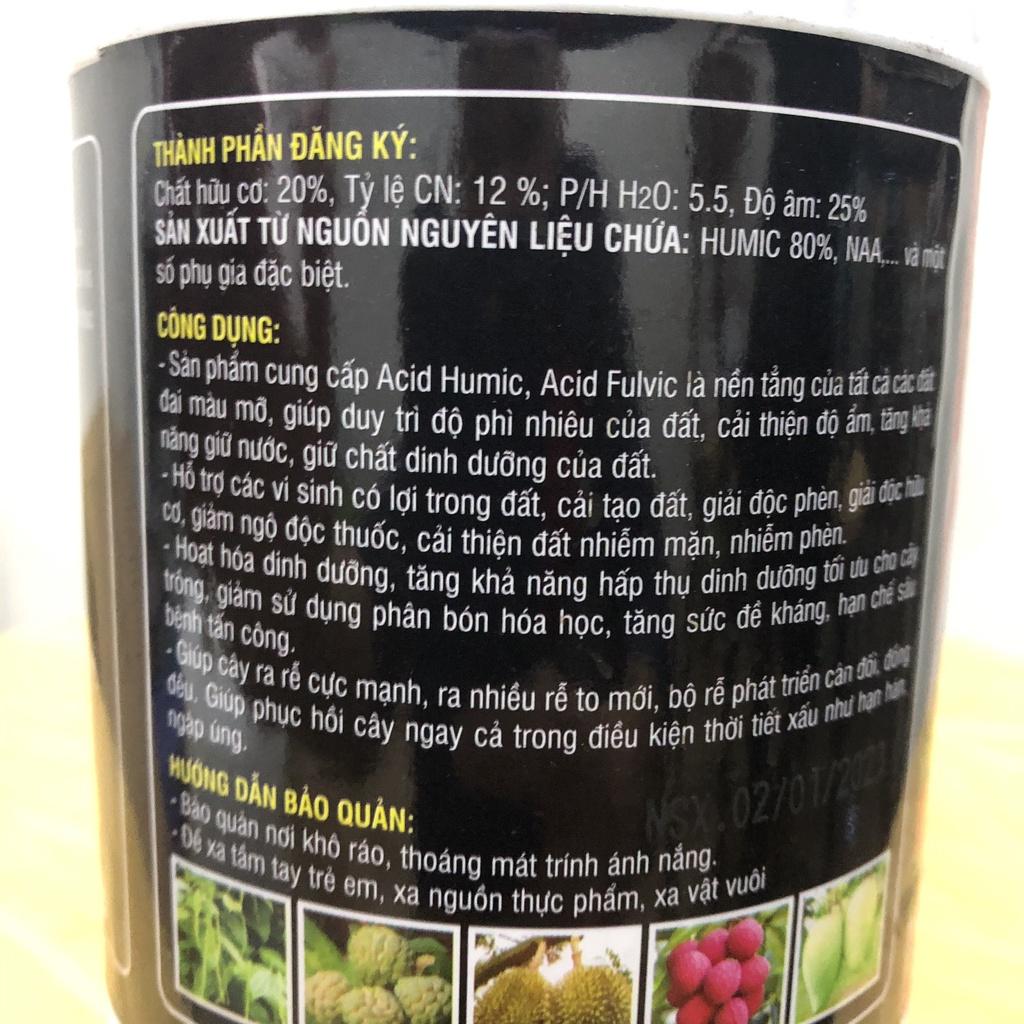 THÀNH PHẦN ĐĂNG KÝ:
Chất hữu cơ: 20%, Tỷ lệ CN: 12 %; P/H H2O: 5.5, Độ âm: 25%
SẢN XUẤT TỪ NGUỒN NGUYÊN LIỆU CHỨA: HUMIC 80%, NAA,... và một
số phụ gia đặc biệt.
CÔNG DỤNG:
- Sản phẩm cung cấp Acid Humic, Acid Fulvic là nền tảng của tất cả các đất
đai màu mỡ, giúp duy trì độ phì nhiêu của đất, cải thiện độ ẩm, tăng khả
năng giữ nước, giữ chất dinh dưỡng của đất.
- Hỗ trợ các vi sinh có lợi trong đất, cải tạo đất, giải độc phèn, giải độc hữu
cơ, giảm ngộ độc thuốc, cải thiện đất nhiễm mặn, nhiễm phèn.
- Hoạt hóa dinh dưỡng, tăng khả năng hấp thụ dinh dưỡng tối ưu cho cây
trồng, giảm sử dụng phân bón hóa học, tăng sức đề kháng, hạn chế sâu
bệnh tấn công.
- Giúp cây ra rễ cực mạnh, ra nhiều rễ to mới, bộ rễ phát triển cân đối, đồng
đều. Giúp phục hồi cây ngay cả trong điều kiện thời tiết xấu như hạn hán,
ngập úng.
HƯỚNG DẪN BẢO QUẢN:
NSX. 02/01/2023
- Bảo quản nơi khô ráo, thoáng mát trính ánh nắng.
- Để xa tầm tay trẻ em, xa nguồn thực phẩm, xa vật vuôi